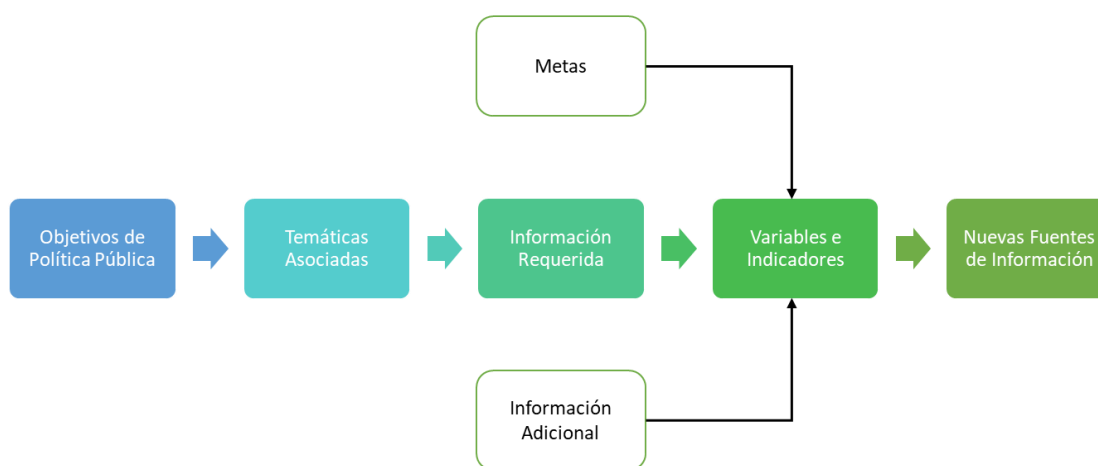 Metas
Objetivos de
Política Pública
Temáticas
Asociadas
Información
Requerida
Variables e
Indicadores
Nuevas Fuentes
de Información
Información
Adicional